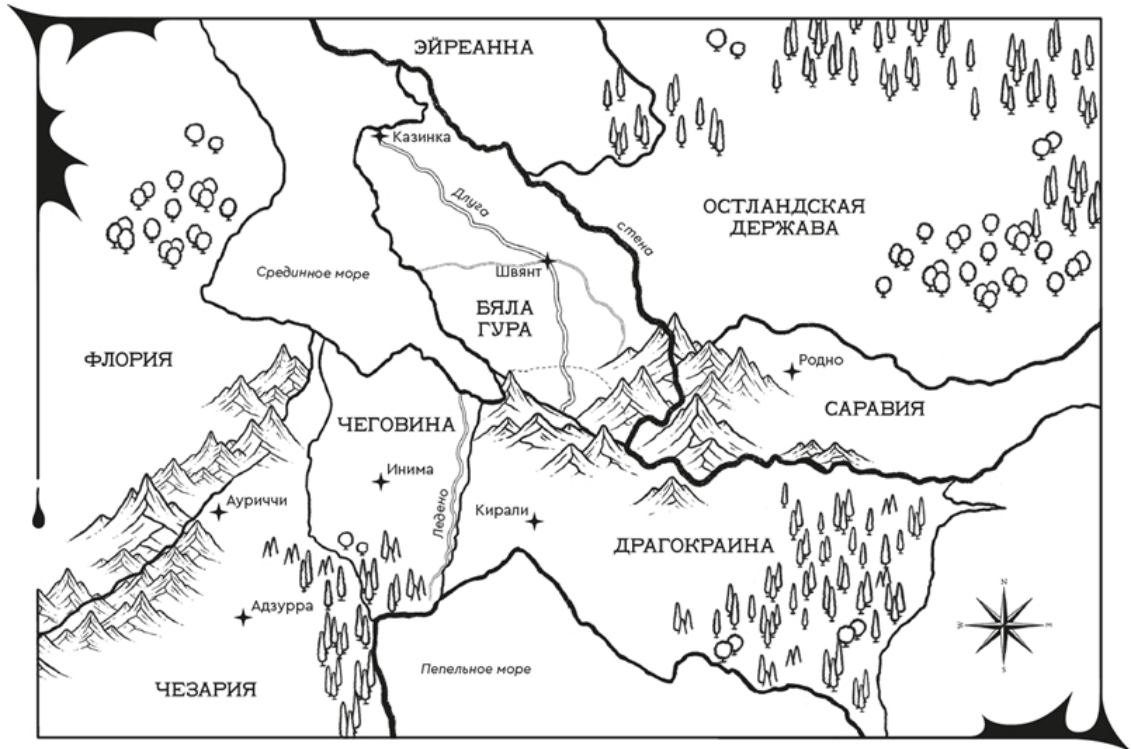 ЭЙРЕАННА
Казинка
Длуга
ОСТЛАНДСКАЯ
ДЕРЖАВА
стена
Срединное море
Швянт
БЯЛА
ГУРА
ФЛОРИЯ
Родно
САРАВИЯ
ЧЕГОВИНА
Инима
Ауриччи
Ледено
Кирали
ДРАГОКРАИНА
Адзурра
N
W
E
S
Пепельное море
ЧЕЗАРИЯ